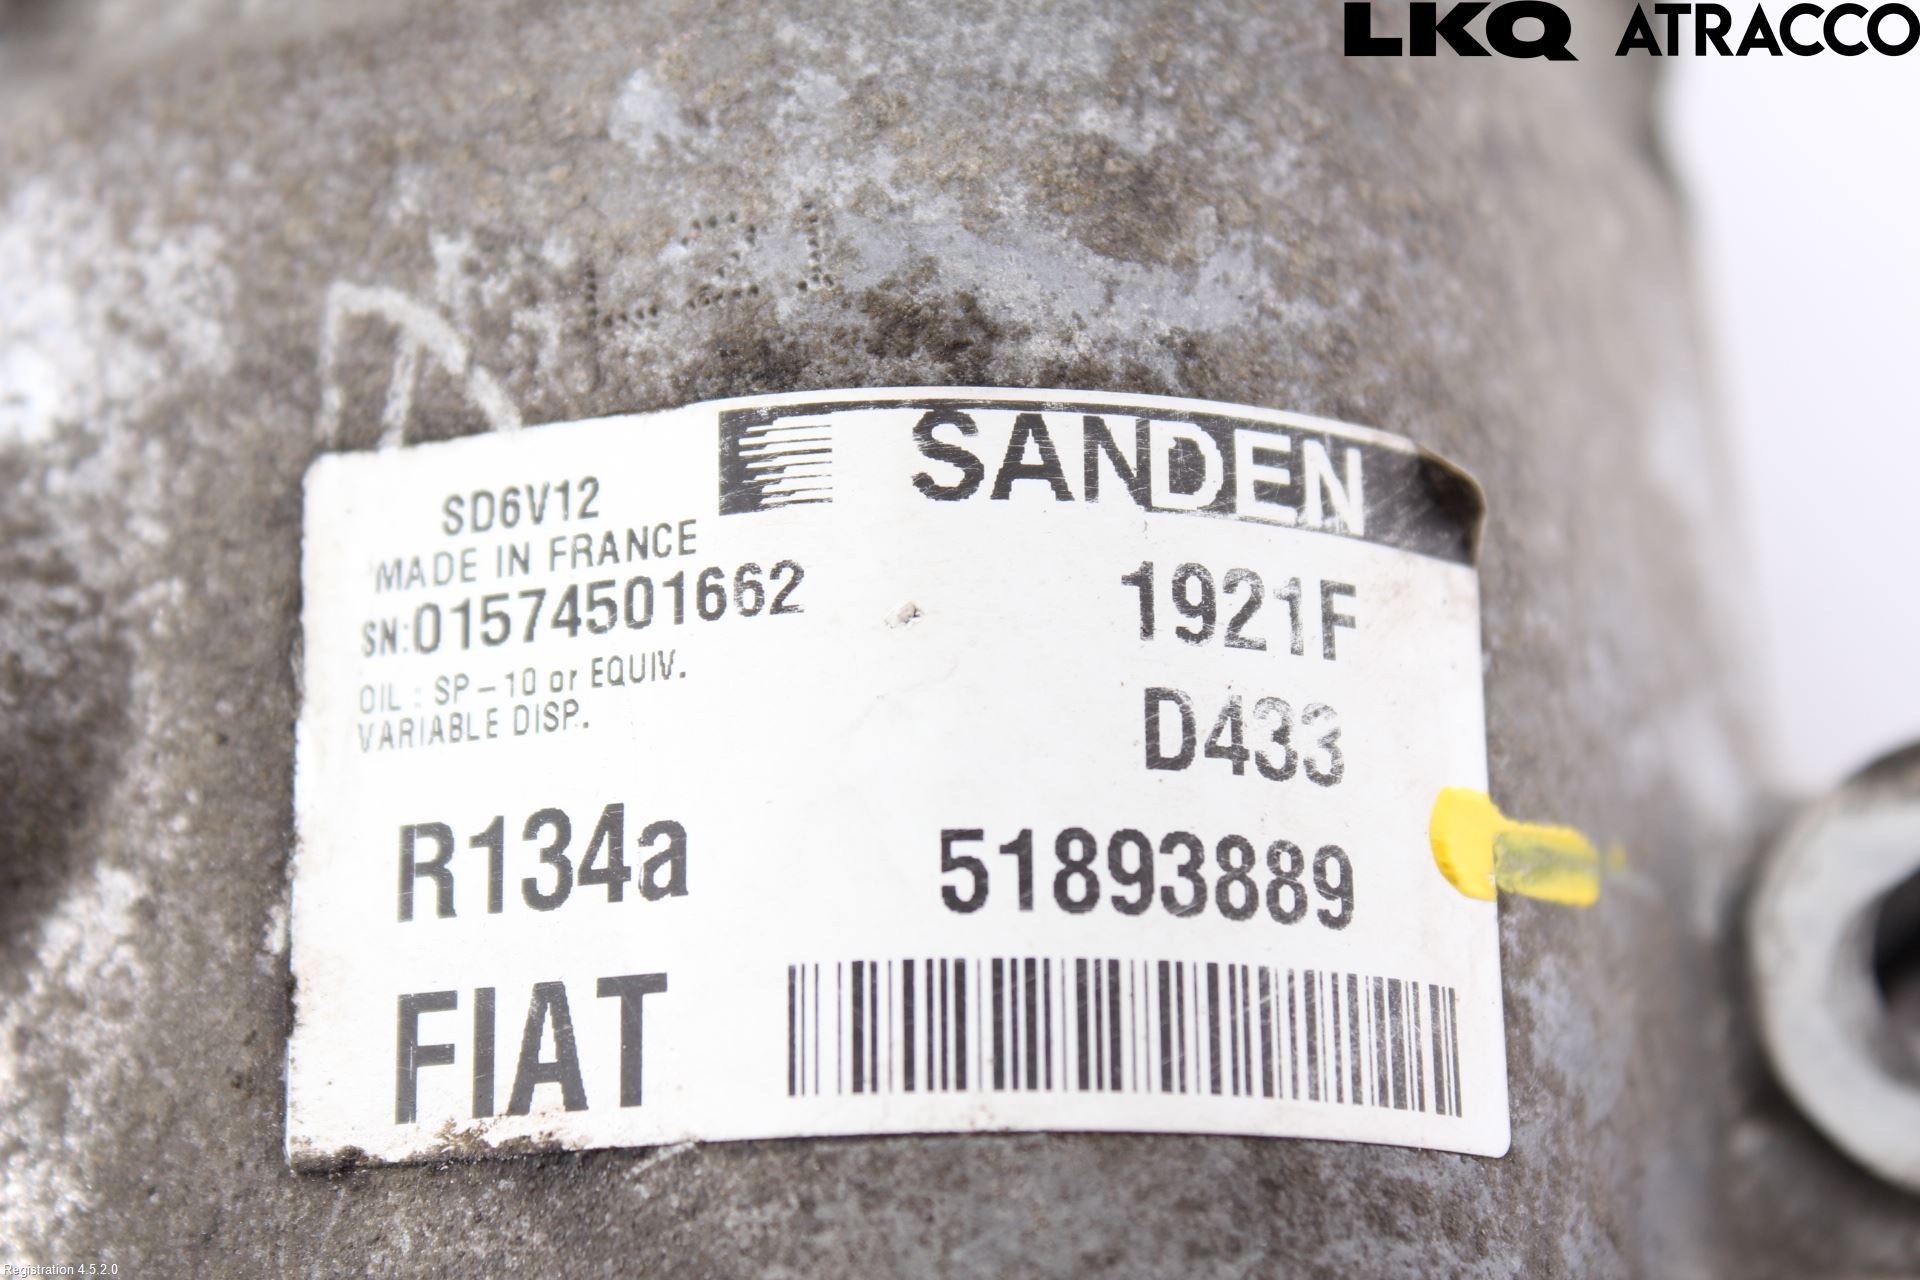 LKQ ATRACCO
SANDEN
SD6V12
MADE IN FRANCE
SN:01574501662
OIL : SP-10 or EQUIV.
VARIABLE DISP.
1921F
D433
R134a
51893889
FIAT
Registration 4.5.2.0